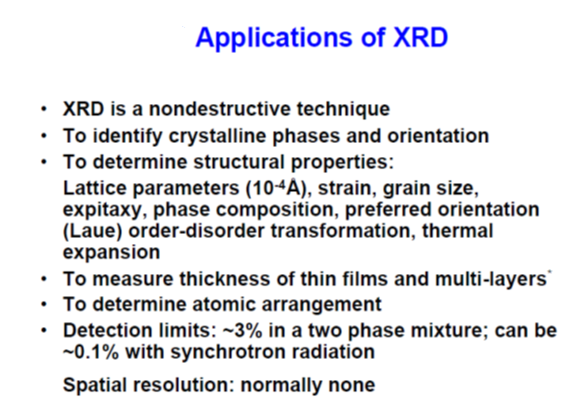 Applications of XRD
• XRD is a nondestructive technique
• To identify crystalline phases and orientation
• To determine structural properties:
Lattice parameters (10-4Å), strain, grain size,
expitaxy, phase composition, preferred orientation
(Laue) order-disorder transformation, thermal
expansion
• To measure thickness of thin films and multi-layers*
• To determine atomic arrangement
• Detection limits: ~3% in a two phase mixture; can be
~0.1% with synchrotron radiation
Spatial resolution: normally none